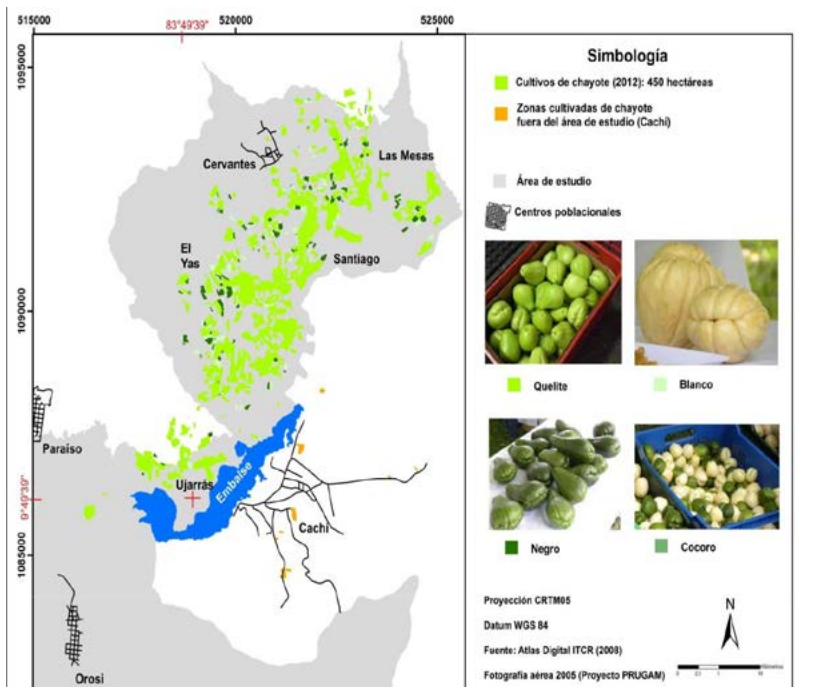 515000
520000
525000
83°49'39"
1095000
1090000
1085000
9°49'39"
Cervantes
Las Mesas
El
Yas
Santiago
Paraíso
Ujarrás
Embalse
Cachí
Orosi
Simbología
Cultivos de chayote (2012): 450 hectáreas
Zonas cultivadas de chayote
fuera del área de estudio (Cachí)
Área de estudio
Centros poblacionales
Quelite
Blanco
Negro
Cocoro
Proyección CRTM05
Datum WGS 84
Fuente: Atlas Digital ITCR (2008)
Fotografía aérea 2005 (Proyecto PRUGAM)
N